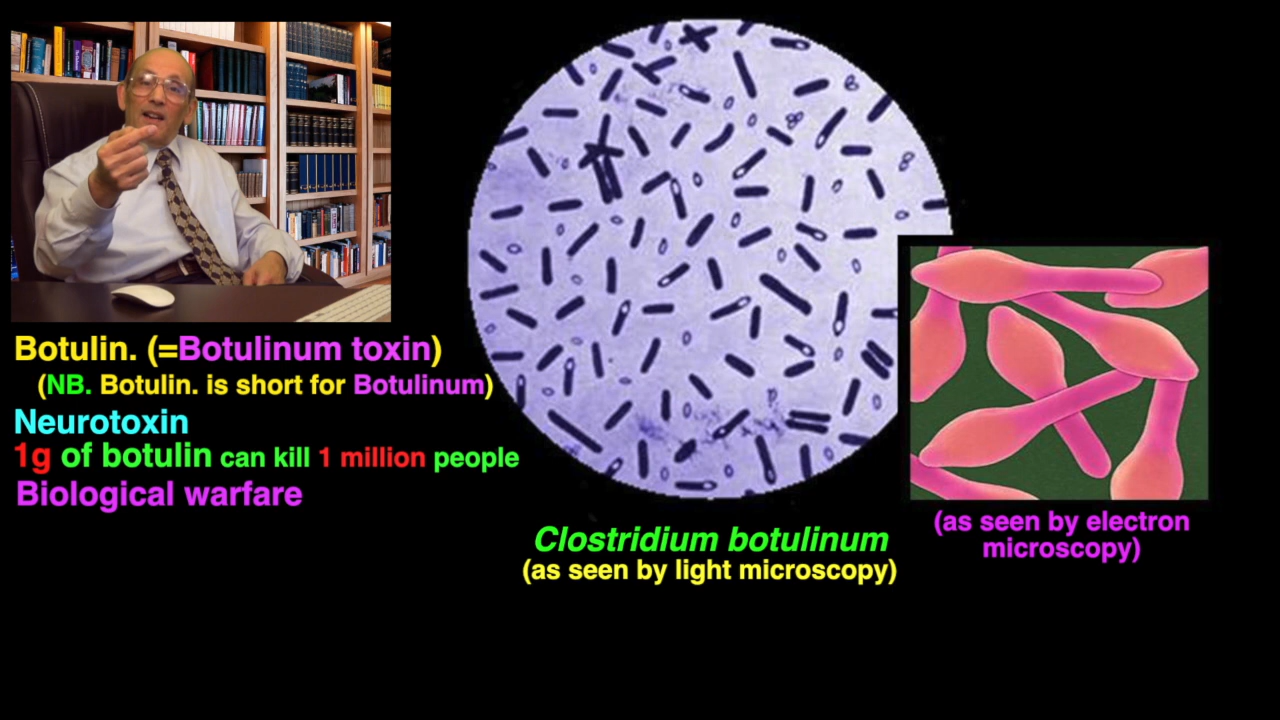 Botulin. (=Botulinum toxin)
(NB. Botulin. is short for Botulinum)
Neurotoxin
1g of botulin can kill 1 million people
Biological warfare
Clostridium botulinum
(as seen by light microscopy)
(as seen by electron
microscopy)